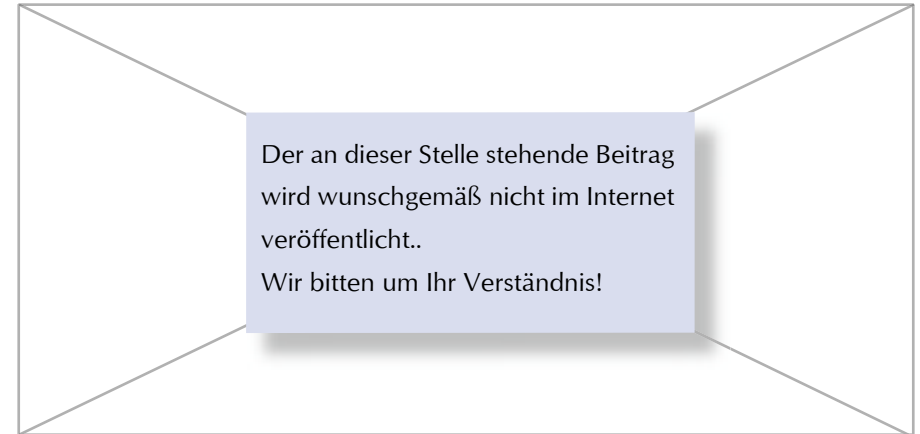 Der an dieser Stelle stehende Beitrag
wird wunschgemäß nicht im Internet
veröffentlicht..
Wir bitten um Ihr Verständnis!